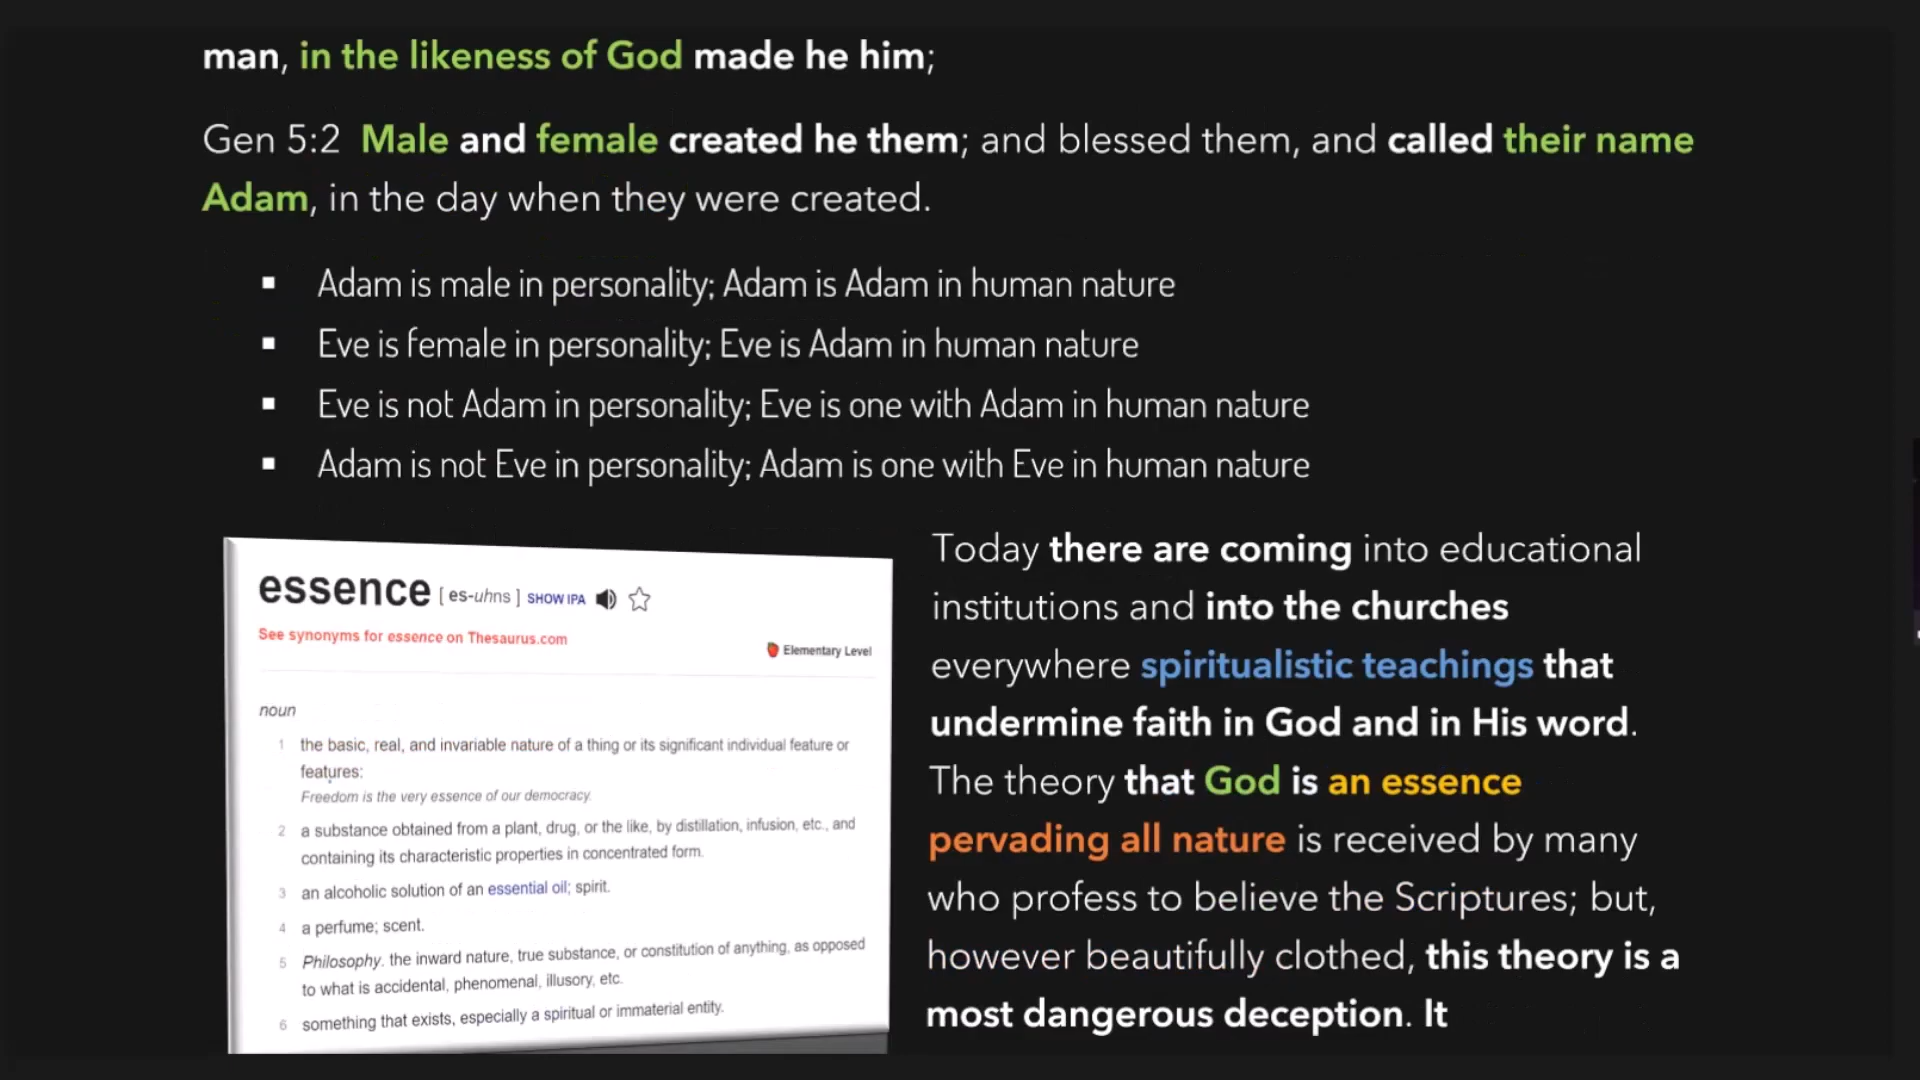 man, in the likeness of God made he him;
Gen 5:2 Male and female created he them; and blessed them, and called their name
Adam, in the day when they were created.
▪ Adam is male in personality; Adam is Adam in human nature
▪ Eve is female in personality; Eve is Adam in human nature
▪ Eve is not Adam in personality; Eve is one with Adam in human nature
▪ Adam is not Eve in personality; Adam is one with Eve in human nature
essence [ es-uhns ] SHOW IPA
See synonyms for essence on Thesaurus.com
Elementary Level
noun
1 the basic, real, and invariable nature of a thing or its significant individual feature or
features:
Freedom is the very essence of our democracy.
2 a substance obtained from a plant, drug, or the like, by distillation, infusion, etc., and
containing its characteristic properties in concentrated form.
3 an alcoholic solution of an essential oil; spirit.
4 a perfume; scent.
5 Philosophy. the inward nature, true substance, or constitution of anything, as opposed
to what is accidental, phenomenal, illusory, etc.
6 something that exists, especially a spiritual or immaterial entity.
Today there are coming into educational
institutions and into the churches
everywhere spiritualistic teachings that
undermine faith in God and in His word.
The theory that God is an essence
pervading all nature is received by many
who profess to believe the Scriptures; but,
however beautifully clothed, this theory is a
most dangerous deception. It